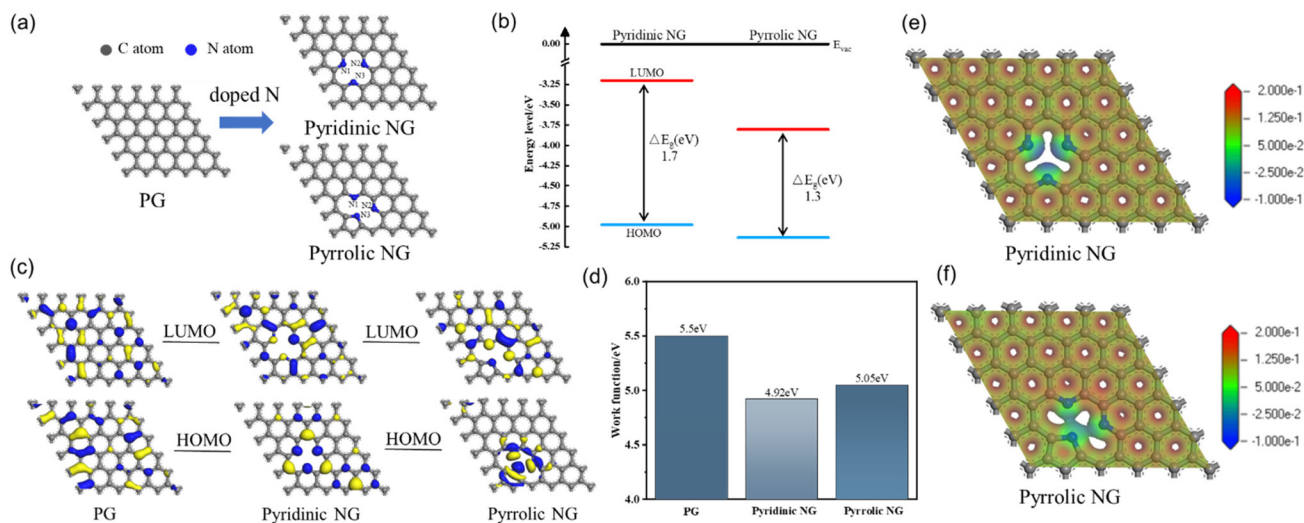 (a)
C atom
N atom
doped N
PG
N1
N2
N3
Pyridinic NG
N1
N2
N3
Pyrrolic NG
(b)
Energy level/eV
0.00
-3.25
-3.50
-3.75
-4.00
-4.25
-4.50
-4.75
-5.00
-5.25
Pyridinic NG
Pyrrolic NG
Evac
LUMO
△Eg(eV)
1.7
HOMO
△Eg(eV)
1.3
(c)
LUMO
LUMO
HOMO
HOMO
PG
Pyridinic NG
Pyrrolic NG
(d)
Work function/eV
6.0
5.5
5.0
4.5
4.0
5.5eV
4.92eV
5.05eV
PG
Pyridinic NG
Pyrrolic NG
(e)
2.000e-1
1.250e-1
5.000e-2
-2.500e-2
-1.000e-1
Pyridinic NG
(f)
2.000e-1
1.250e-1
5.000e-2
-2.500e-2
-1.000e-1
Pyrrolic NG